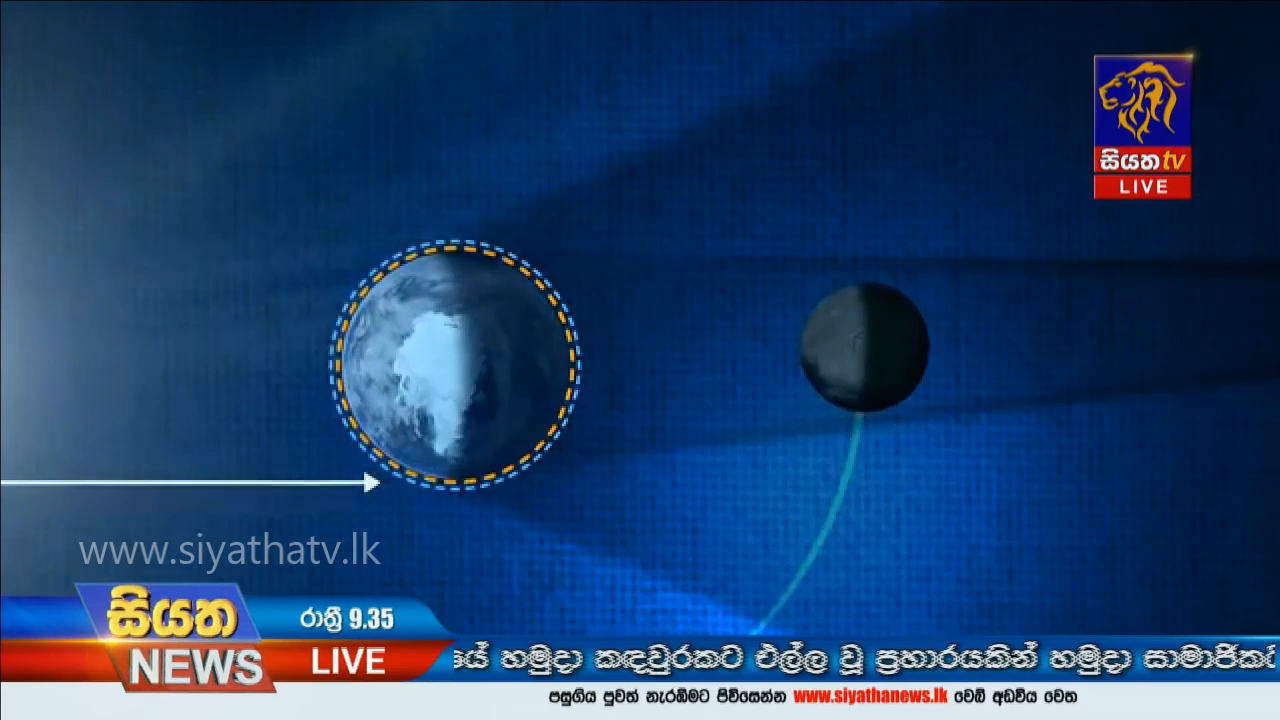 සියත tv
LIVE
www.siyathatv.lk
සියත
NEWS
රාත්‍රී 9.35
LIVE
හමුදා කඳවුරකට එල්ල වූ ප්‍රහාරයකින් හමුදා
පසුගිය පුවත් නැරඹීමට පිවිසෙන්න www.siyathanews.lk වෙබ් අඩවිය වෙත